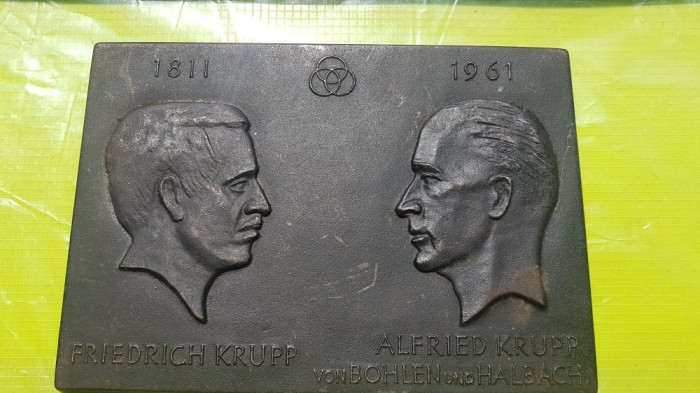 1811
1961
FRIEDRICH KRUPP
ALFRIED KRUPP
VON BOHLEN UND HALBACH